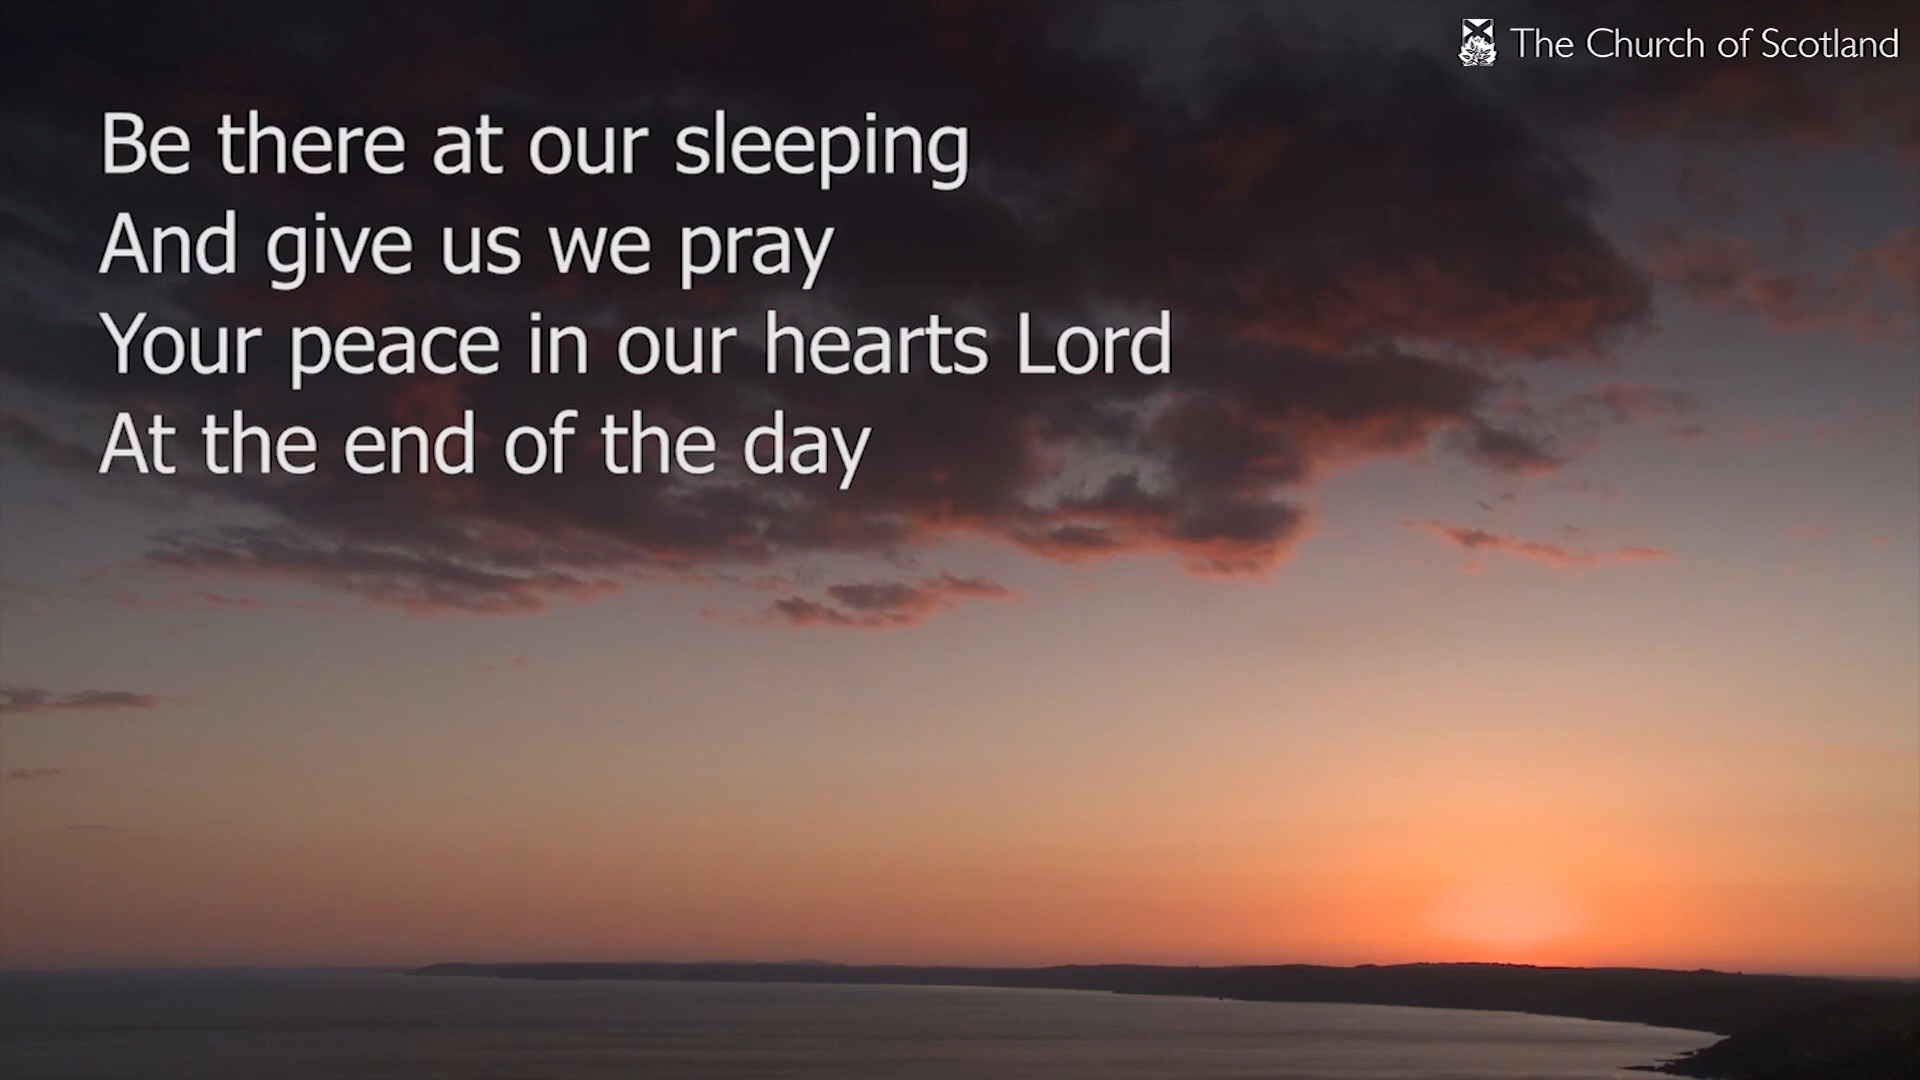 The Church of Scotland
Be there at our sleeping
And give us we pray
Your peace in our hearts Lord
At the end of the day